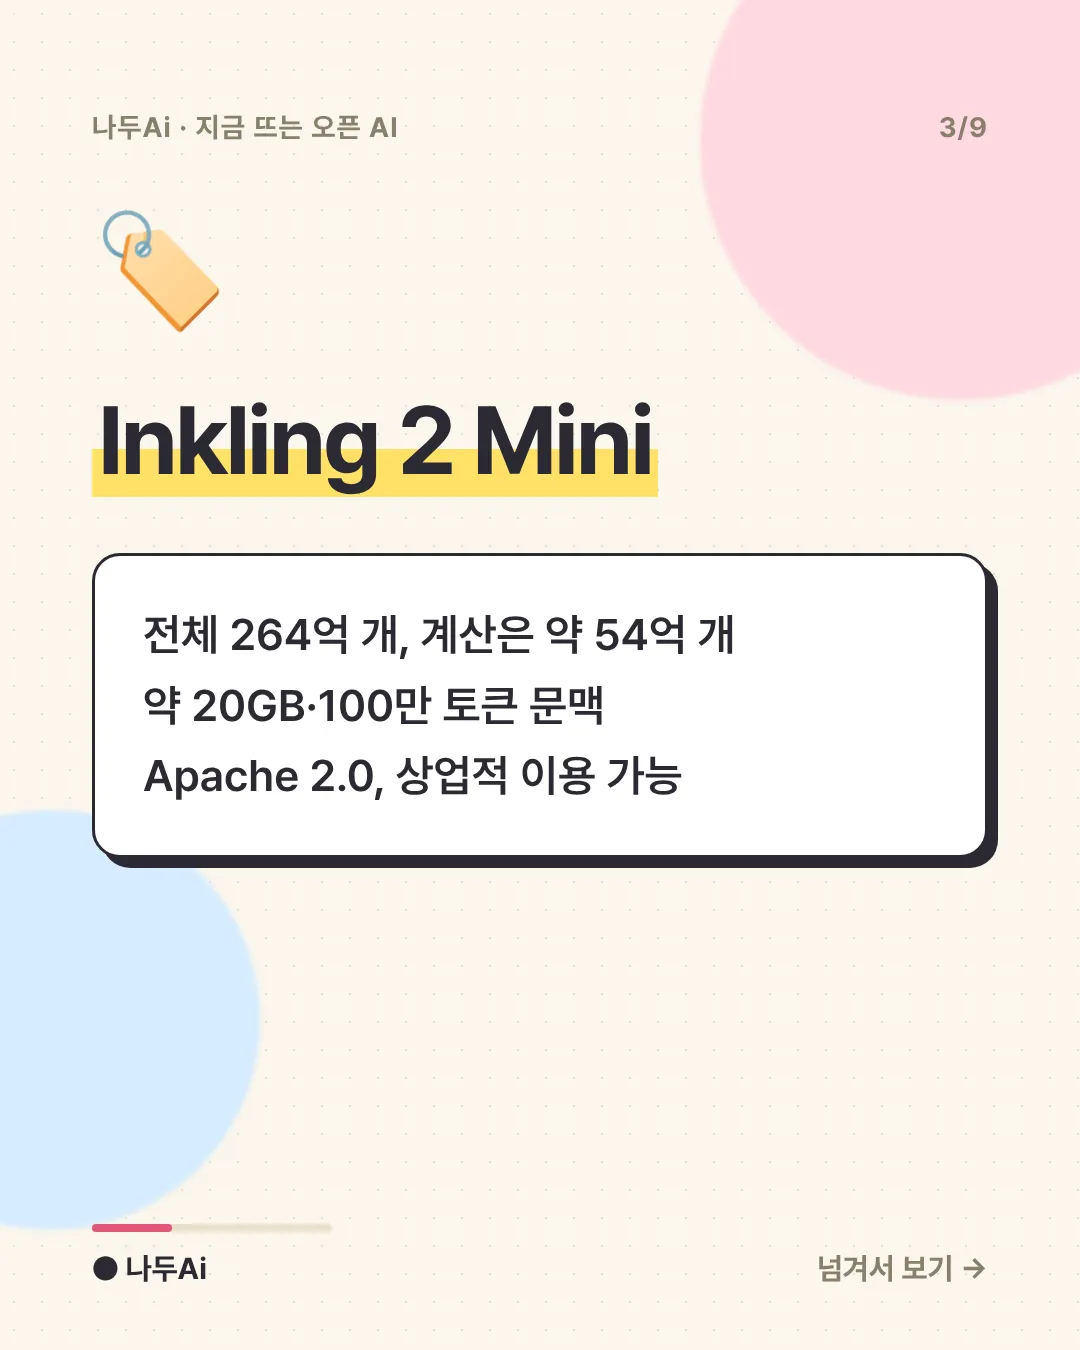 나두Ai · 지금 뜨는 오픈 AI
3/9
Inkling 2 Mini
전체 264억 개, 계산은 약 54억 개
약 20GB·100만 토큰 문맥
Apache 2.0, 상업적 이용 가능
나두Ai
넘겨서 보기 →